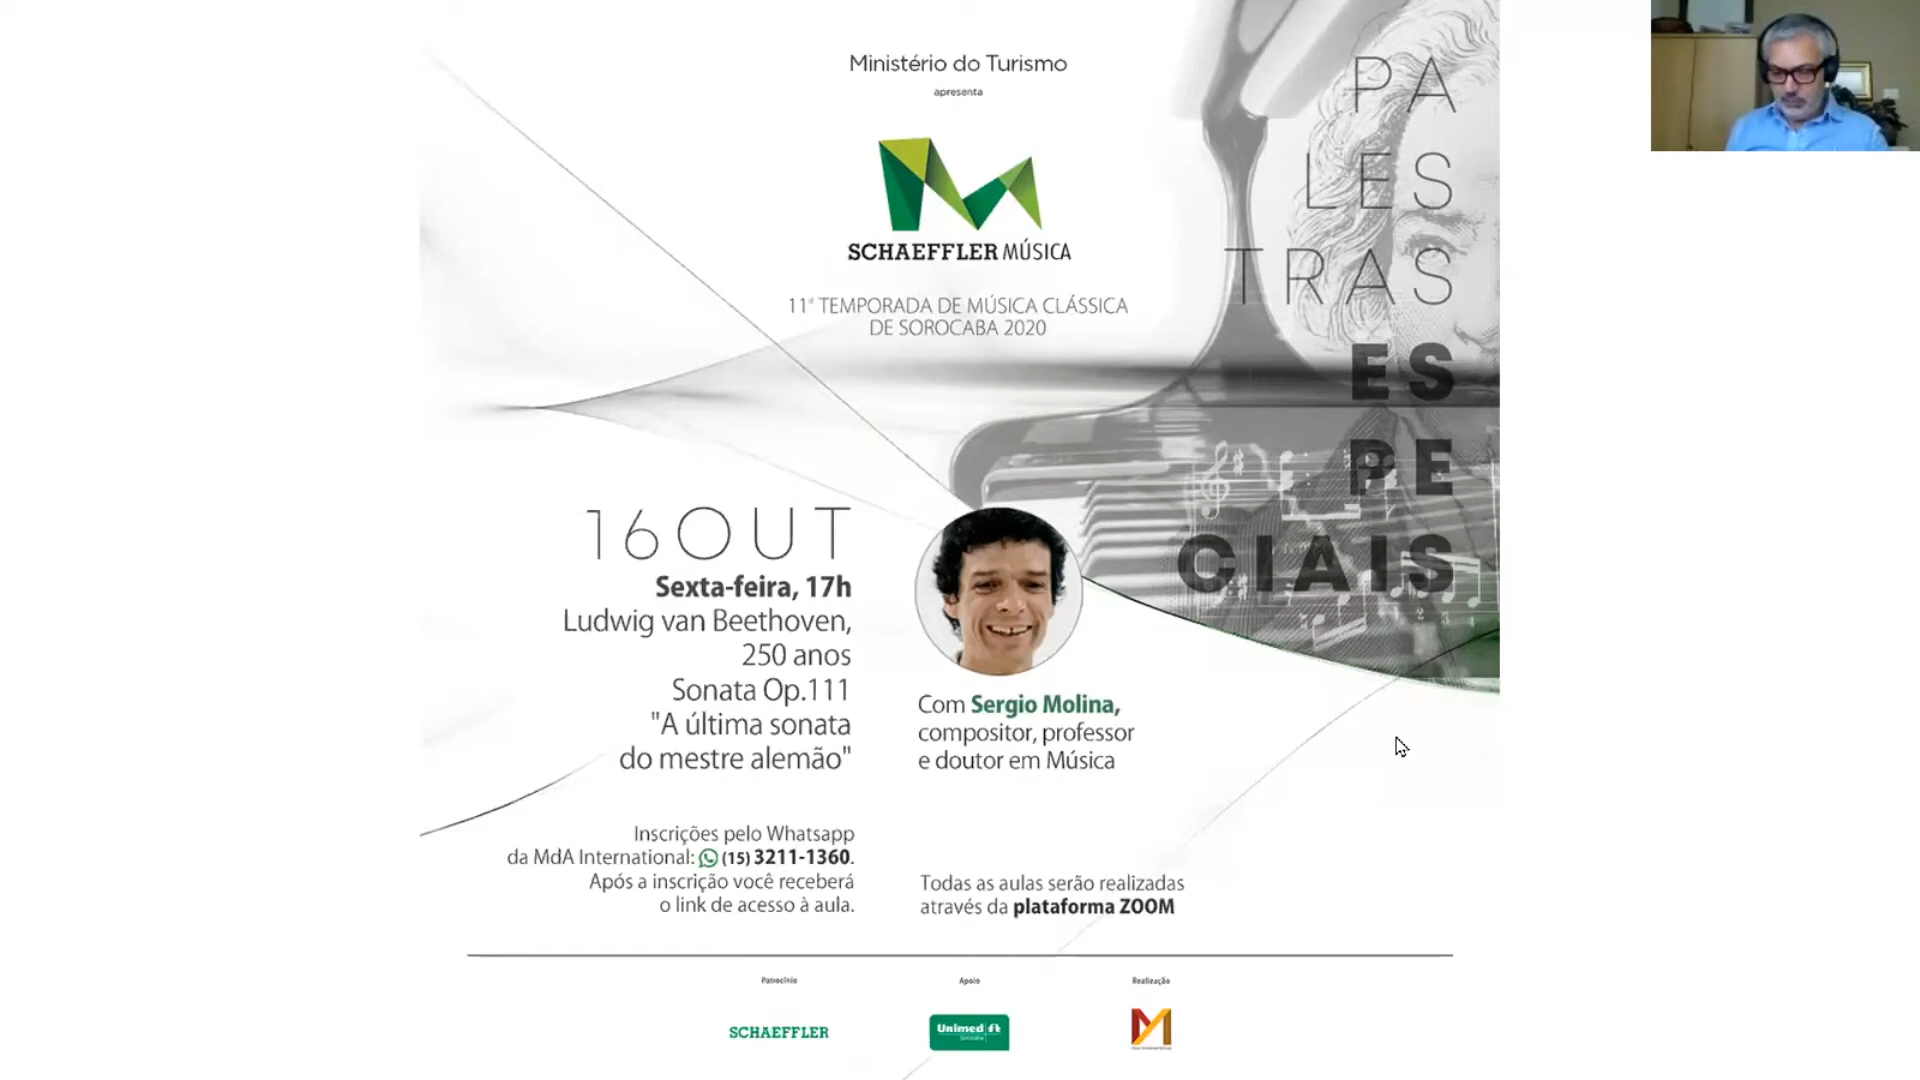 Ministério do Turismo
apresenta
SCHAEFFLER MÚSICA
11ª TEMPORADA DE MÚSICA CLÁSSICA
DE SOROCABA 2020
PA
LES
TRAS
ES
PE
CIAIS
16 OUT
Sexta-feira, 17h
Ludwig van Beethoven,
250 anos
Sonata Op.111
"A última sonata
do mestre alemão"
Com Sergio Molina,
compositor, professor
e doutor em Música
Inscrições pelo Whatsapp
da MdA International: (15) 3211-1360.
Após a inscrição você receberá
o link de acesso à aula.
Todas as aulas serão realizadas
através da plataforma ZOOM
Patrocínio
Apoio
Realização
SCHAEFFLER
Unimed
Sorocaba